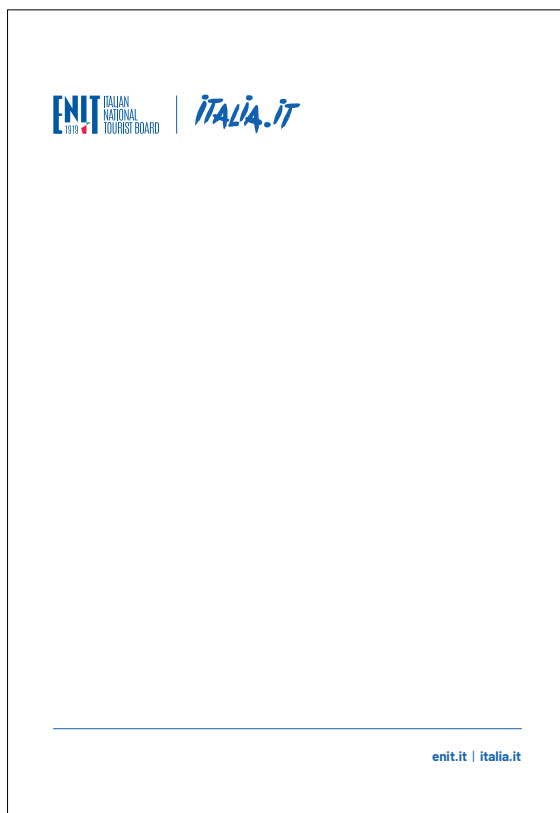 ENIT
1919
ITALIAN
NATIONAL
TOURIST BOARD
iTALiA.iT
enit.it | italia.it